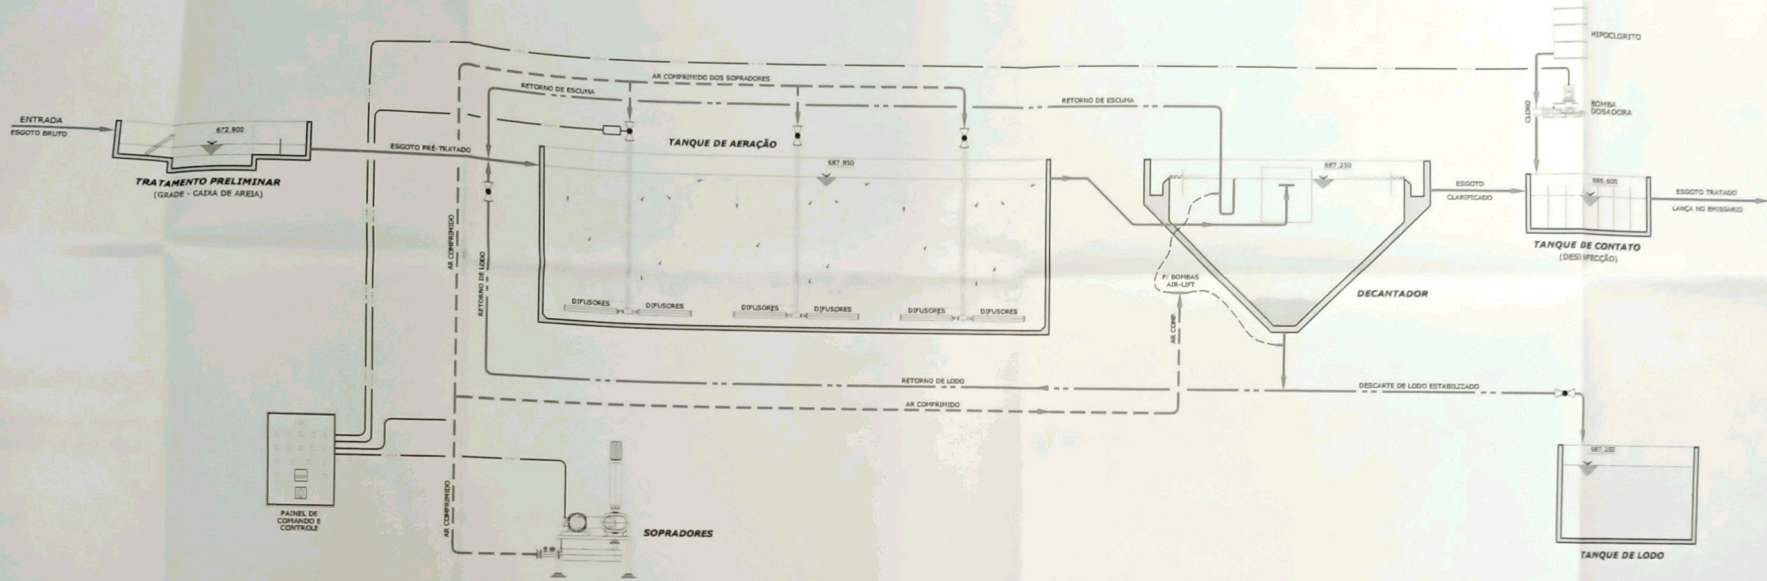 HIPOCLORITO
AR COMPRIMIDO DOS SOPRADORES
RETORNO DE ESCUMA
RETORNO DE ESCUMA
CLORO
BOMBA
DOSADORA
ENTRADA
ESGOTO BRUTO
672,900
ESGOTO PRÉ-TRATADO
TANQUE DE AERAÇÃO
687,850
687,250
TRATAMENTO PRELIMINAR
(GRADE - CAIXA DE AREIA)
ESGOTO
CLARIFICADO
ESGOTO TRATADO
LANÇA NO EMISSÁRIO
TANQUE DE CONTATO
(DESINFECÇÃO)
AR COMPRIMIDO
RETORNO DE LODO
P/ BOMBAS
AIR-LIFT
DECANTADOR
DIFUSORES
DIFUSORES
DIFUSORES
DIFUSORES
DIFUSORES
DIFUSORES
AR COMP.
RETORNO DE LODO
DESCARTE DE LODO ESTABILIZADO
AR COMPRIMIDO
AR COMPRIMIDO
PAINEL DE
COMANDO E
CONTROLE
SOPRADORES
TANQUE DE LODO